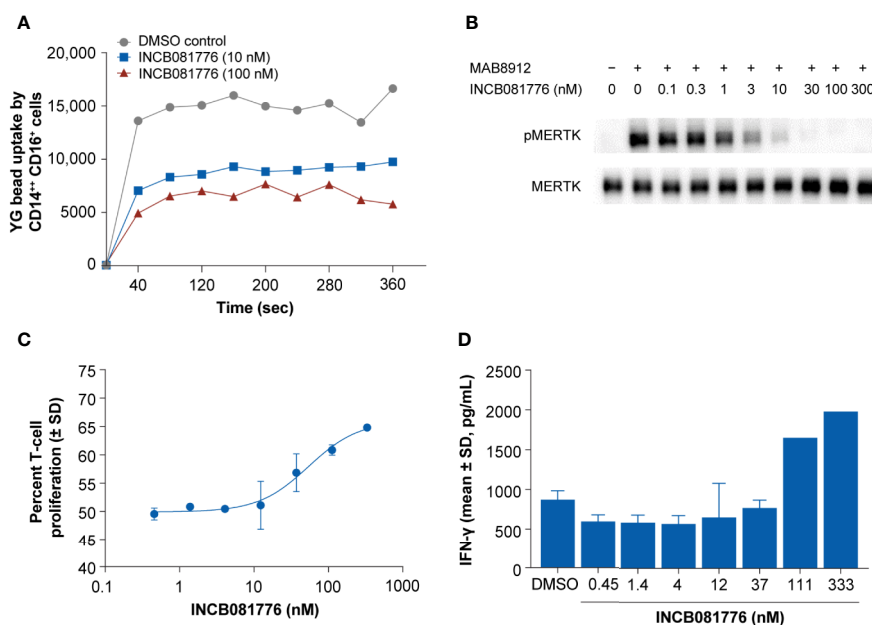 A
DMSO control
INCB081776 (10 nM)
INCB081776 (100 nM)
20,000
15,000
10,000
5000
0
YG bead uptake by
CD14⁺⁺ CD16⁺ cells
40 120 200 280 360
Time (sec)
B
MAB8912 – + + + + + + + + +
INCB081776 (nM) 0 0 0.1 0.3 1 3 10 30 100 300
pMERTK
MERTK
C
75
70
65
60
55
50
45
40
Percent T-cell
proliferation (± SD)
0.1 1 10 100 1000
INCB081776 (nM)
D
2500
2000
1500
1000
500
0
IFN-γ (mean ± SD, pg/mL)
DMSO 0.45 1.4 4 12 37 111 333
INCB081776 (nM)